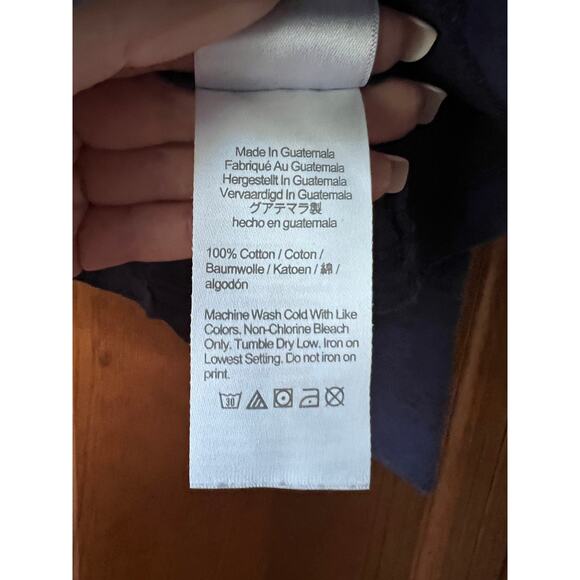 Made In Guatemala
Fabriqué Au Guatemala
Hergestellt In Guatemala
Vervaardigd In Guatemala
グアテマラ製
hecho en guatemala
100% Cotton / Coton /
Baumwolle / Katoen / 綿 /
algodón
Machine Wash Cold With Like
Colors. Non-Chlorine Bleach
Only. Tumble Dry Low. Iron on
Lowest Setting. Do not iron on
print.
30